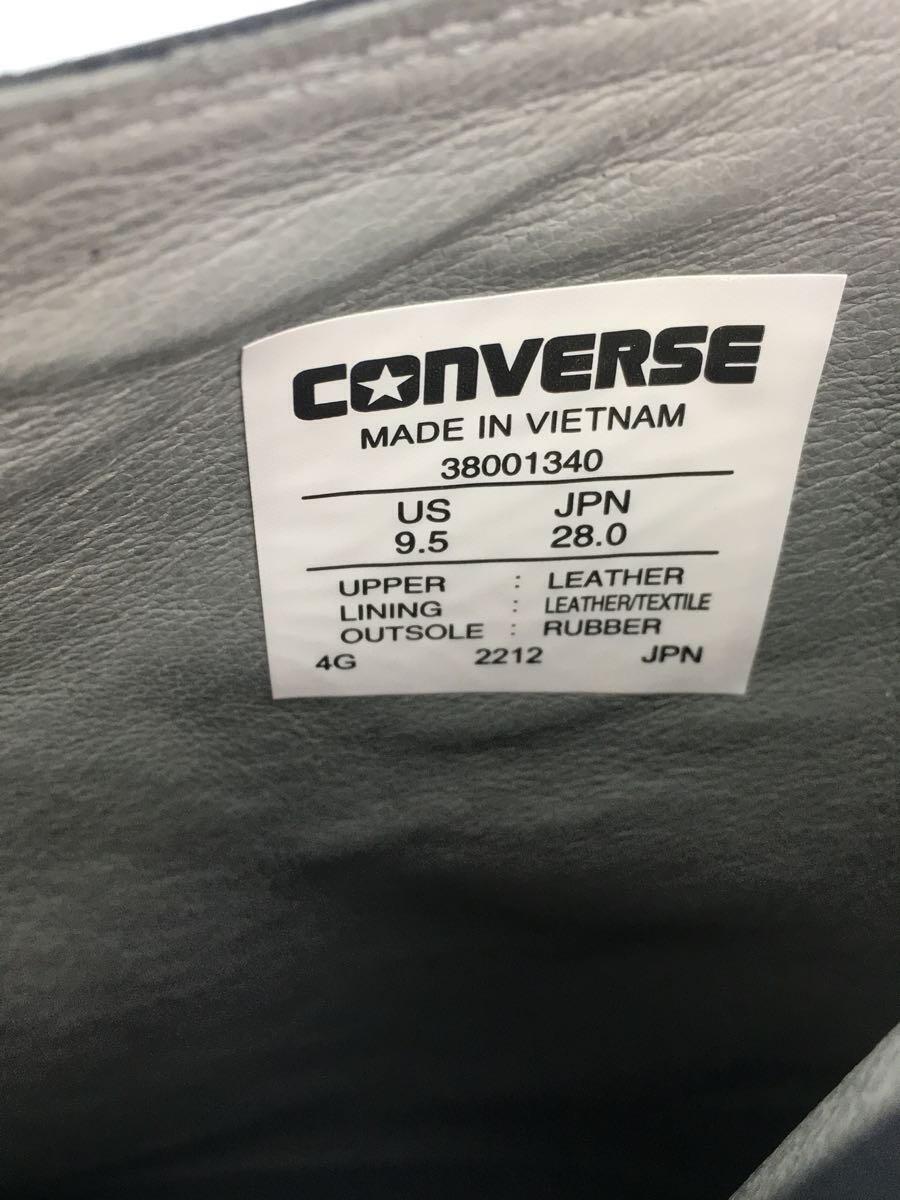 CONVERSE
MADE IN VIETNAM
38001340
US JPN
9.5 28.0
UPPER : LEATHER
LINING : LEATHER/TEXTILE
OUTSOLE : RUBBER
4G 2212 JPN